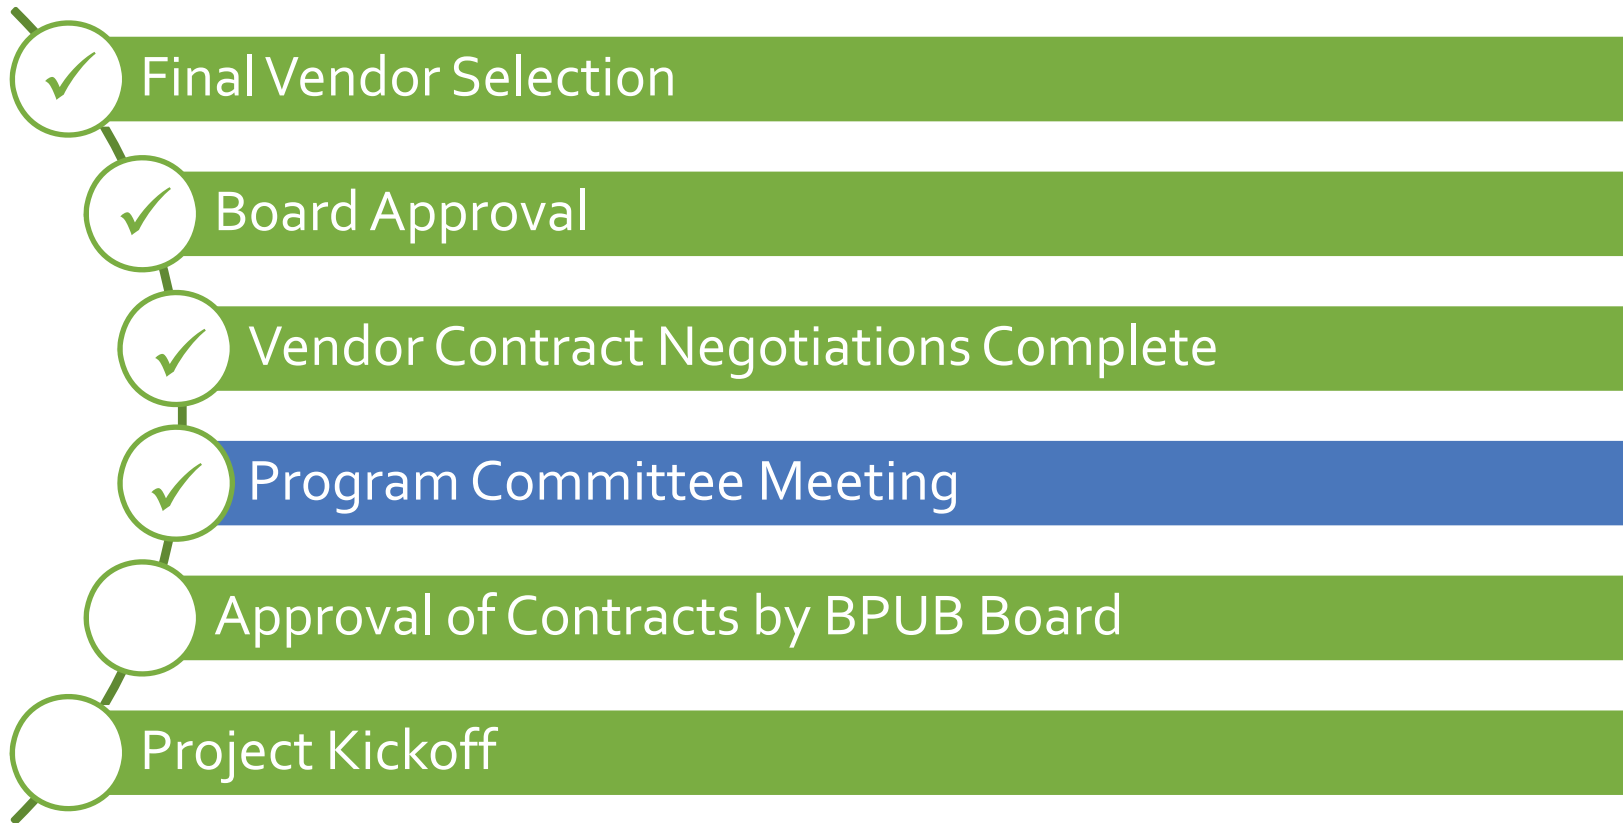 Final Vendor Selection
Board Approval
Vendor Contract Negotiations Complete
Program Committee Meeting
Approval of Contracts by BPUB Board
Project Kickoff